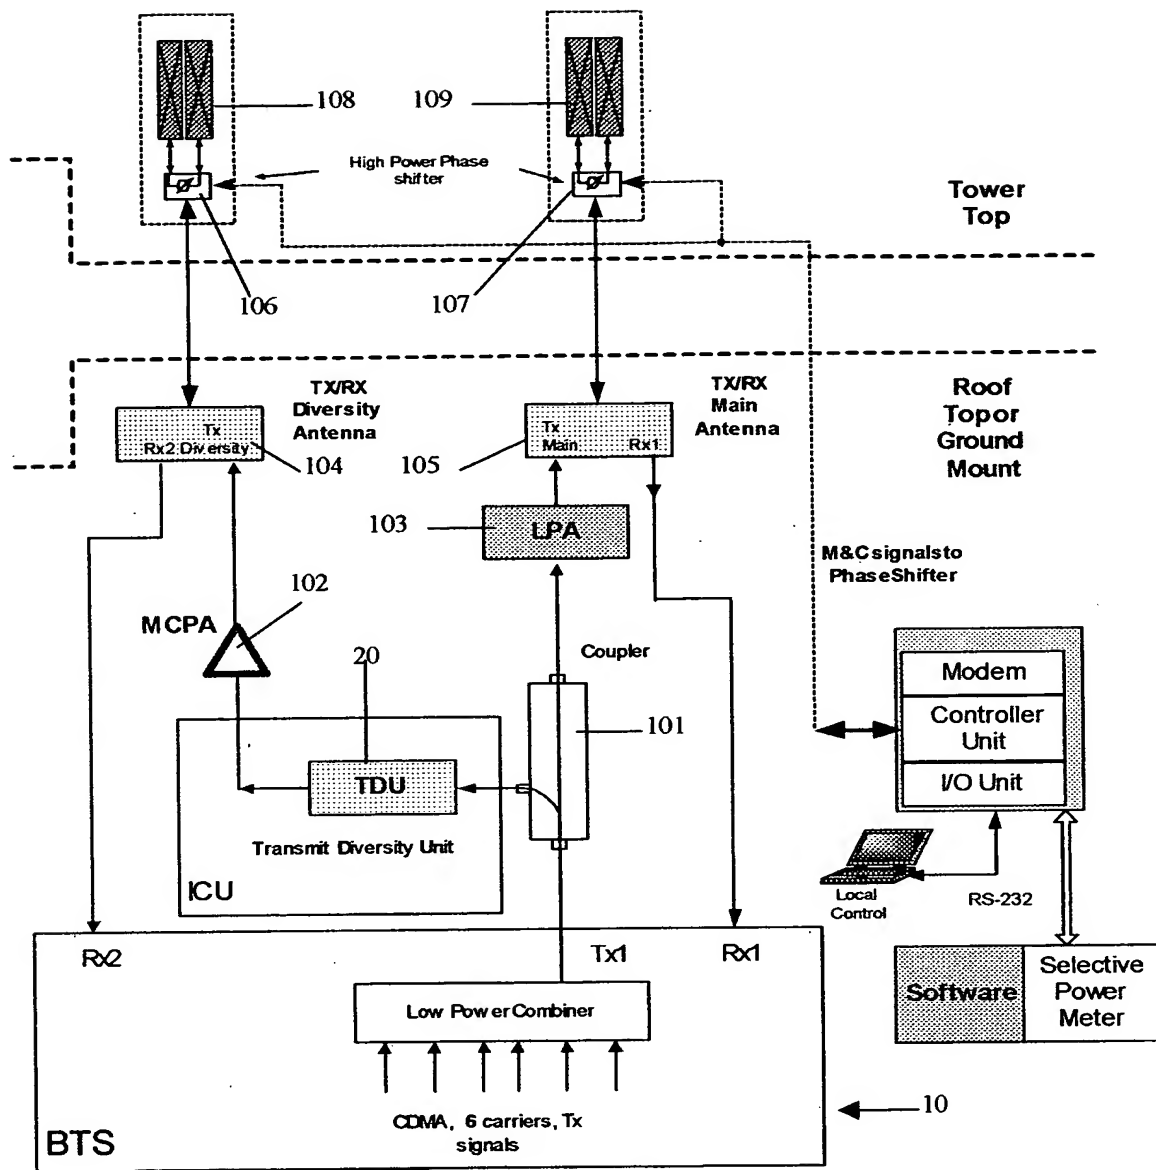 108
109
High Power Phase
shifter
Tower
Top
106
107
TX/RX
Diversity
Antenna
TX/RX
Main
Antenna
Roof
Topor
Ground
Mount
Tx
Rx2 Diversity
104
105
Tx
Main
Rx1
103
LPA
M&Csignalsto
PhaseShifter
102
MCPA
20
Coupler
101
Modem
Controller
Unit
I/O Unit
TDU
Transmit Diversity Unit
ICU
Local
Control
RS-232
Rx2
Tx1
Rx1
Software
Selective
Power
Meter
Low Power Combiner
CDMA, 6 carriers, Tx
signals
10
BTS